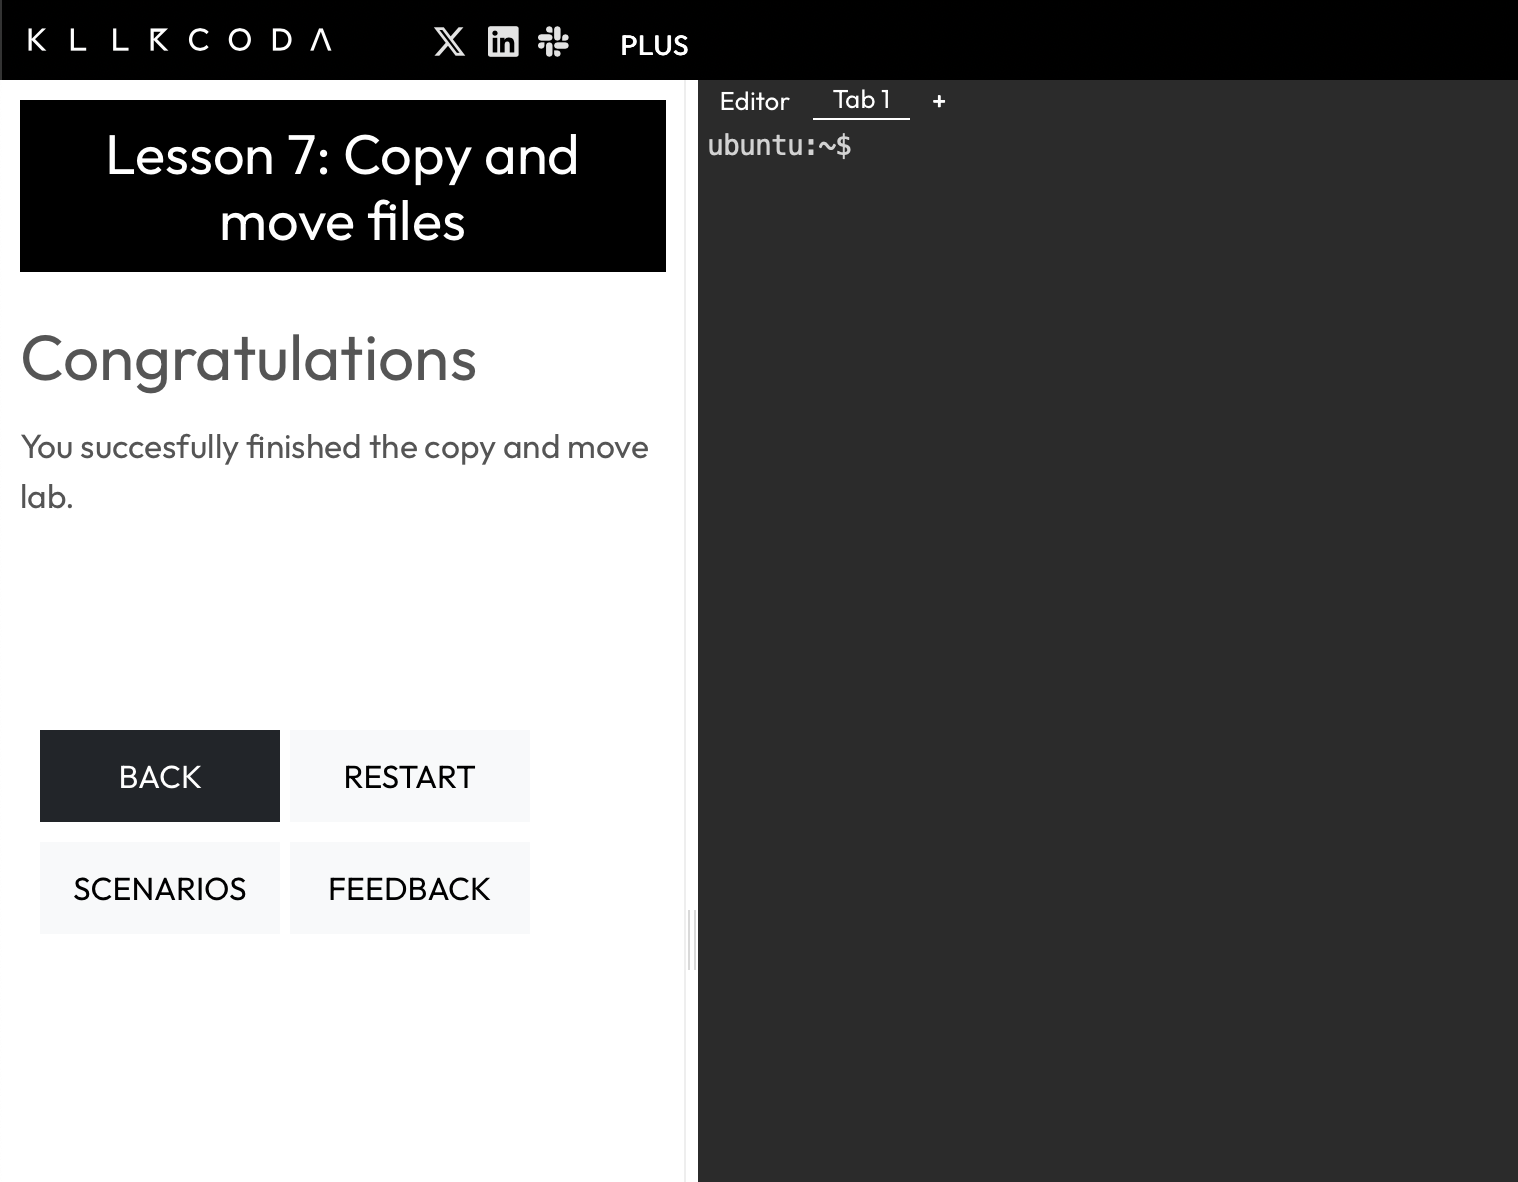 KLLRCODA PLUS
Lesson 7: Copy and
move files
Congratulations
You succesfully finished the copy and move
lab.
BACK RESTART
SCENARIOS FEEDBACK
Editor Tab 1 +
ubuntu:~$